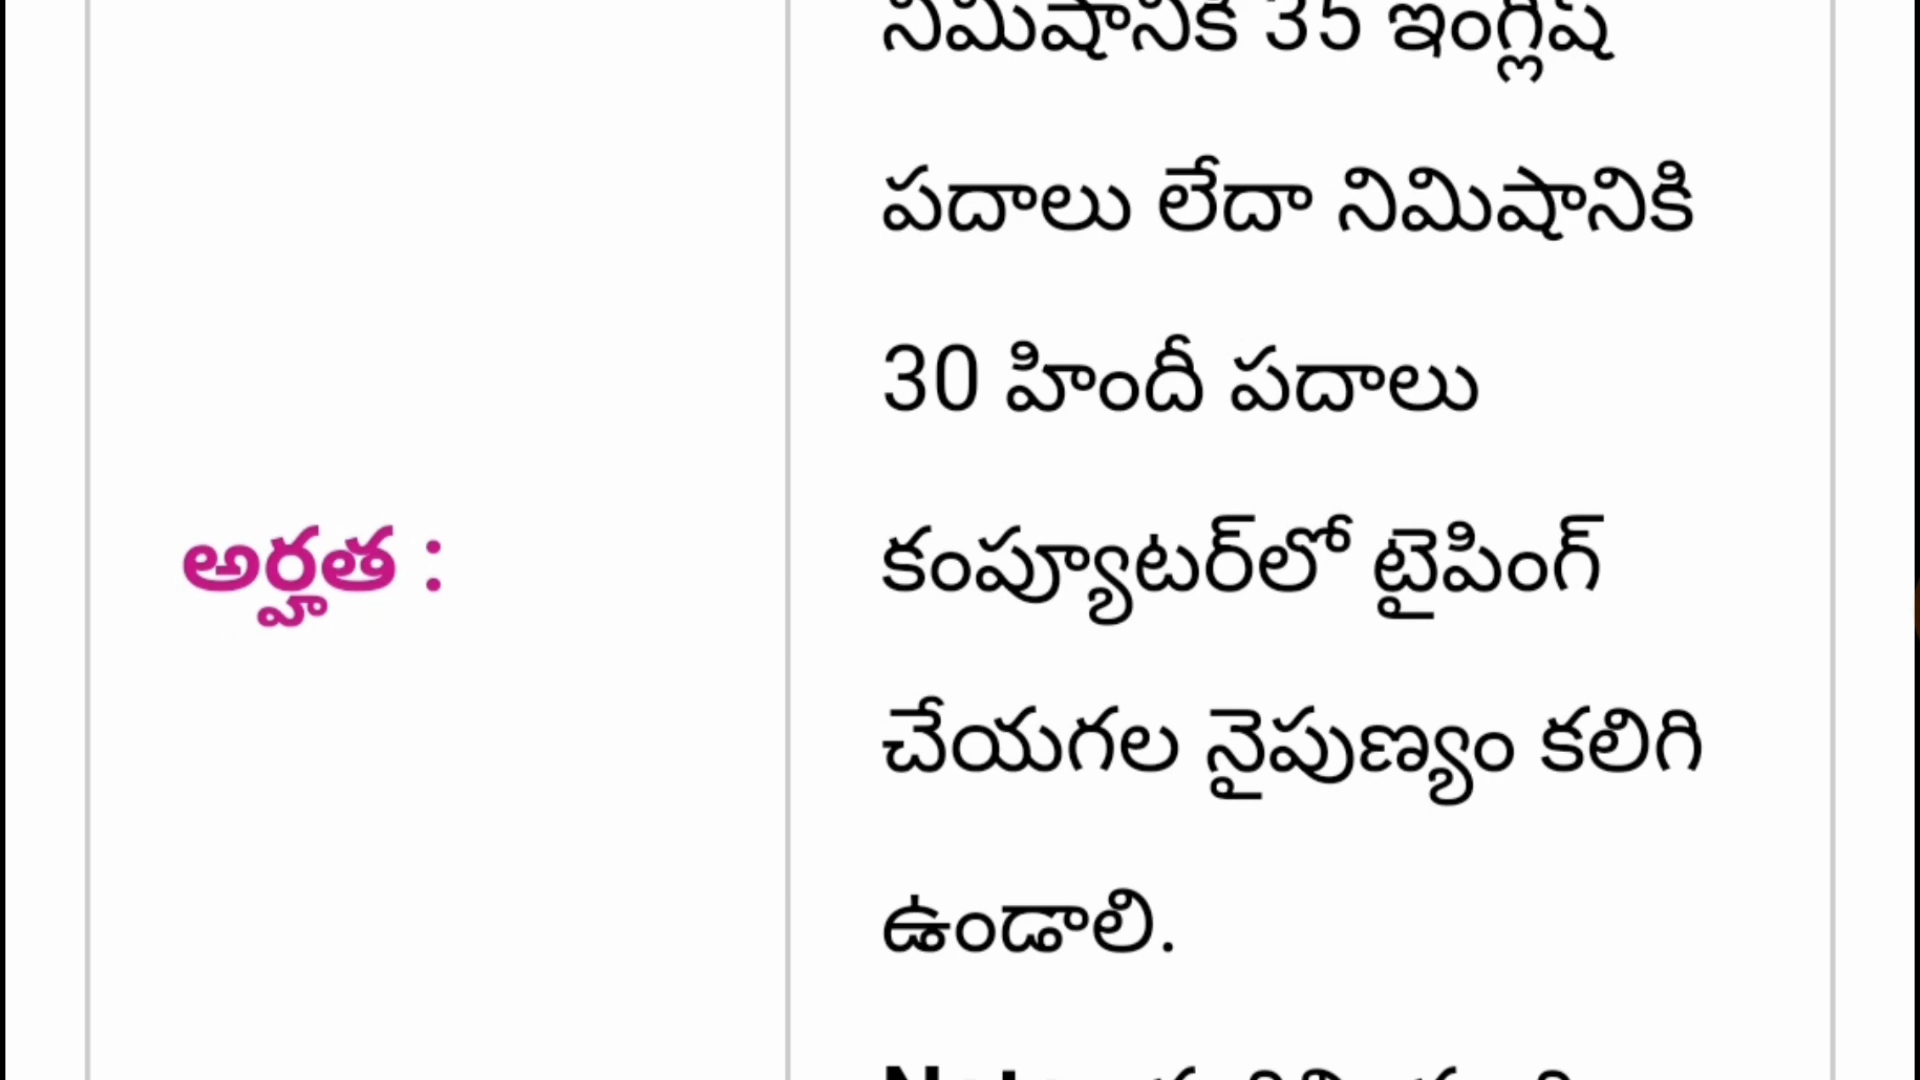 నిమిషానికి 35 ఇంగ్లిష్
పదాలు లేదా నిమిషానికి
30 హిందీ పదాలు
అర్హత :
కంప్యూటర్‌లో టైపింగ్
చేయగల నైపుణ్యం కలిగి
ఉండాలి.